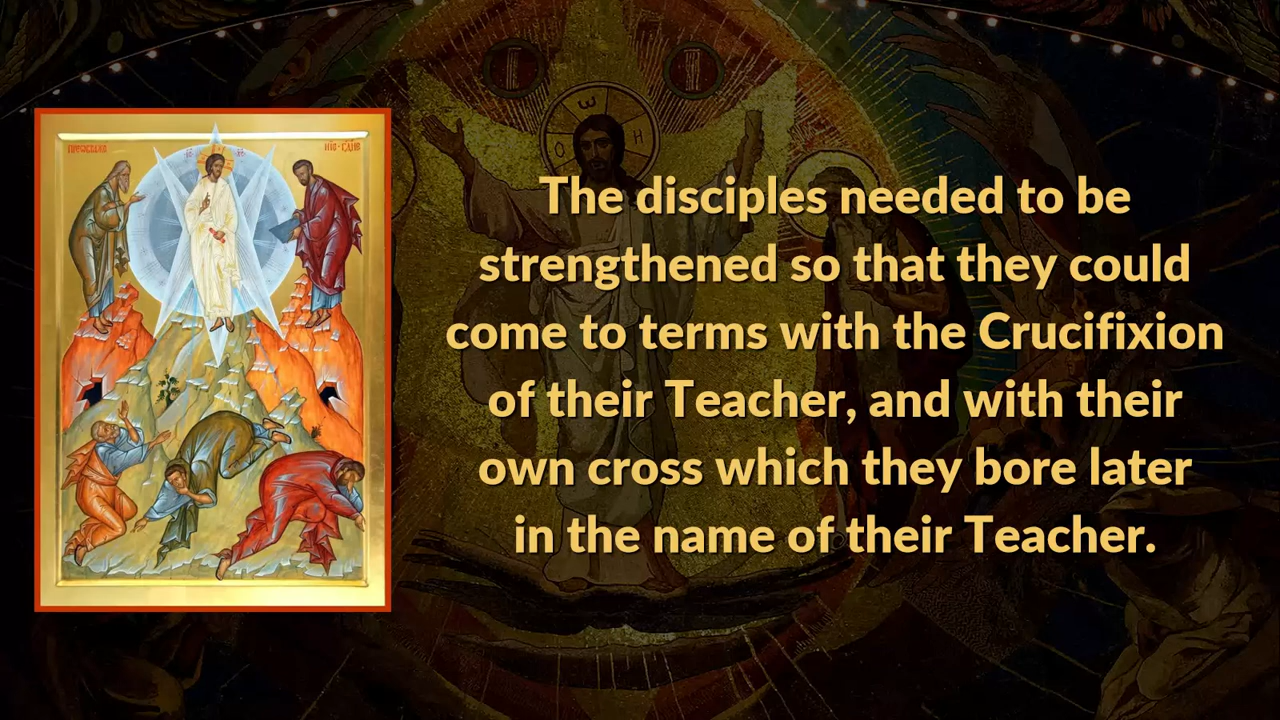 The disciples needed to be
strengthened so that they could
come to terms with the Crucifixion
of their Teacher, and with their
own cross which they bore later
in the name of their Teacher.
ω
О Н